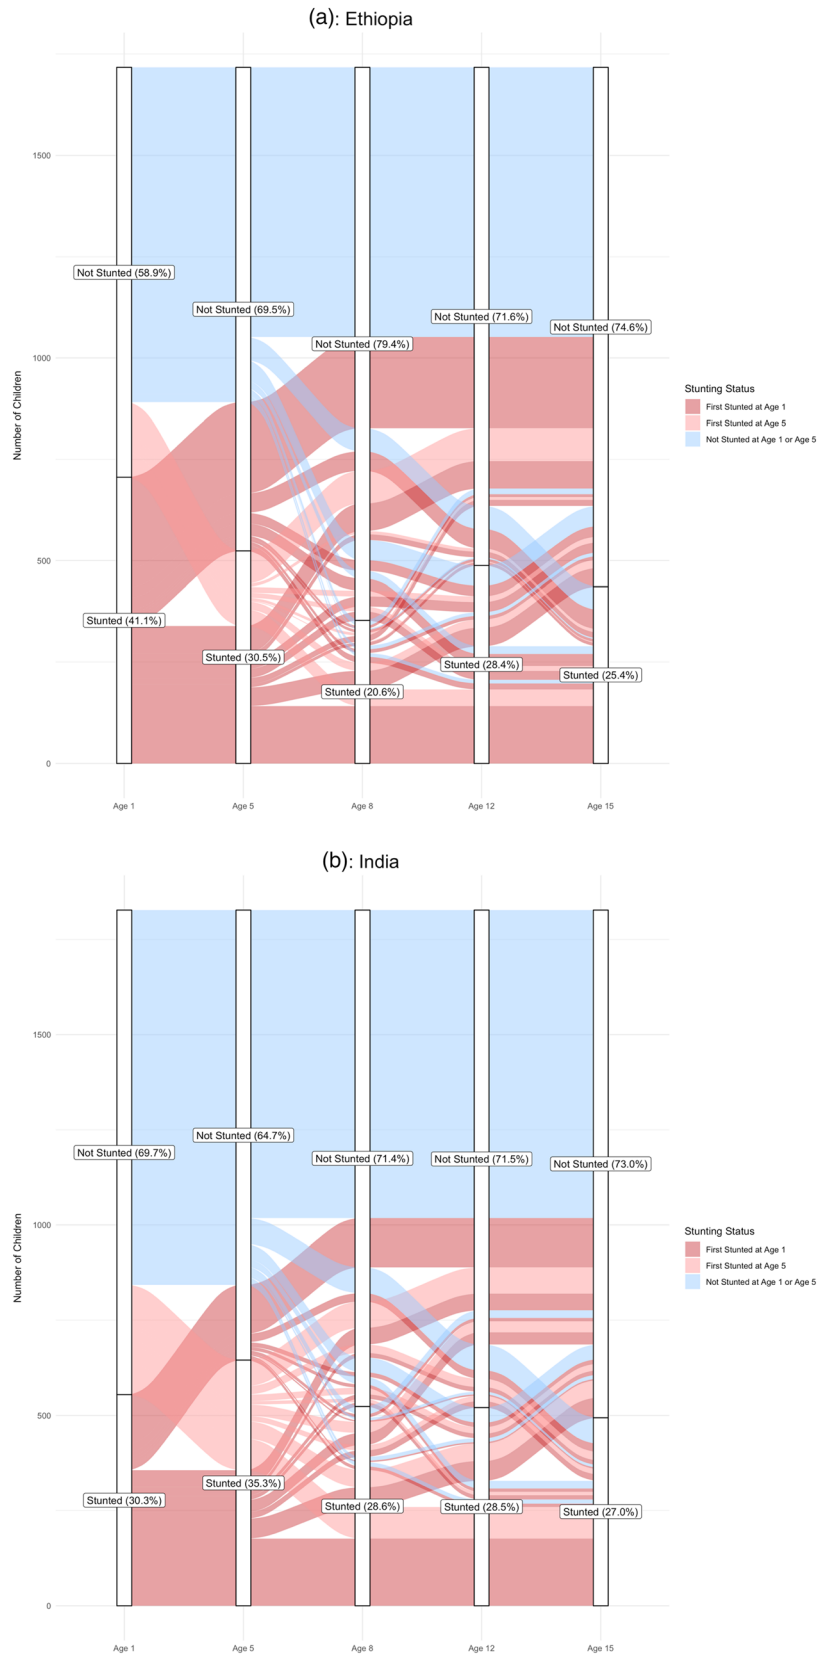 (a): Ethiopia
1500
Not Stunted (58.9%)
Not Stunted (69.5%)
Not Stunted (71.6%)
Not Stunted (74.6%)
Not Stunted (79.4%)
1000
Number of Children
Stunting Status
First Stunted at Age 1
First Stunted at Age 5
Not Stunted at Age 1 or Age 5
500
Stunted (41.1%)
Stunted (30.5%)
Stunted (28.4%)
Stunted (25.4%)
Stunted (20.6%)
0
Age 1
Age 5
Age 8
Age 12
Age 15
(b): India
1500
Not Stunted (69.7%)
Not Stunted (64.7%)
Not Stunted (71.4%)
Not Stunted (71.5%)
Not Stunted (73.0%)
1000
Number of Children
Stunting Status
First Stunted at Age 1
First Stunted at Age 5
Not Stunted at Age 1 or Age 5
500
Stunted (30.3%)
Stunted (35.3%)
Stunted (28.6%)
Stunted (28.5%)
Stunted (27.0%)
0
Age 1
Age 5
Age 8
Age 12
Age 15